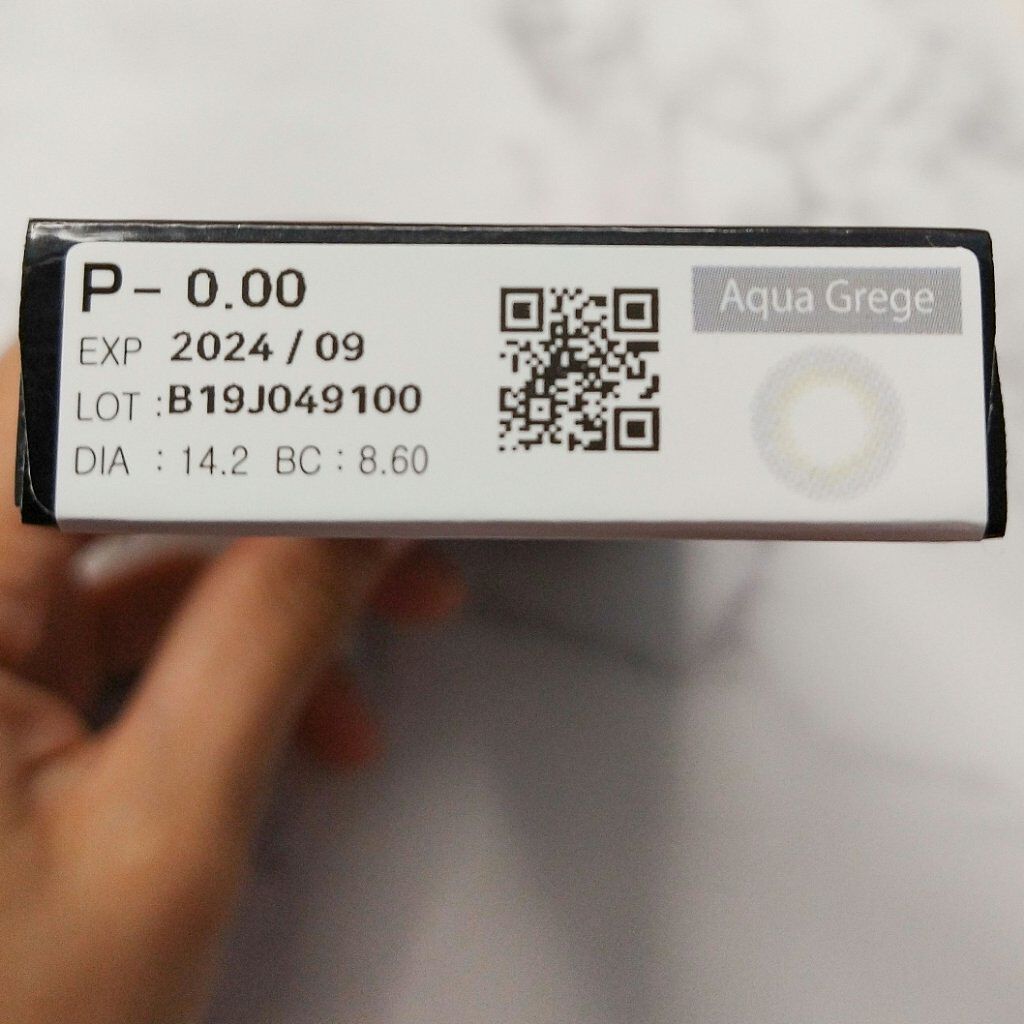 P- 0.00
EXP 2024 / 09
LOT : B19J049100
DIA : 14.2 BC : 8.60
Aqua Grege